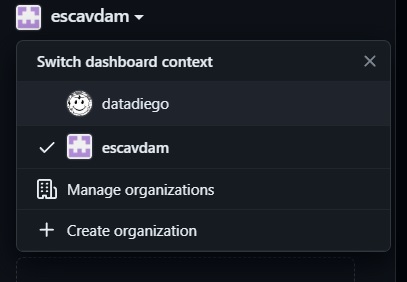 escavdam
Switch dashboard context
datadiego
escavdam
Manage organizations
Create organization